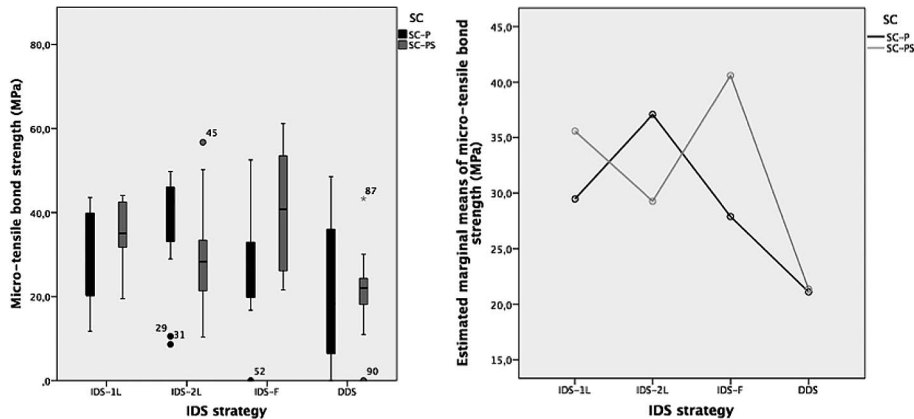 SC
SC-P
SC-PS
Micro-tensile bond strength (MPa)
80,0
60,0
40,0
20,0
,0
45
87
29
31
52
90
IDS-1L
IDS-2L
IDS-F
DDS
IDS strategy
SC
SC-P
SC-PS
Estimated marginal means of micro-tensile bond
strength (MPa)
45,0
40,0
35,0
30,0
25,0
20,0
15,0
IDS-1L
IDS-2L
IDS-F
DDS
IDS strategy